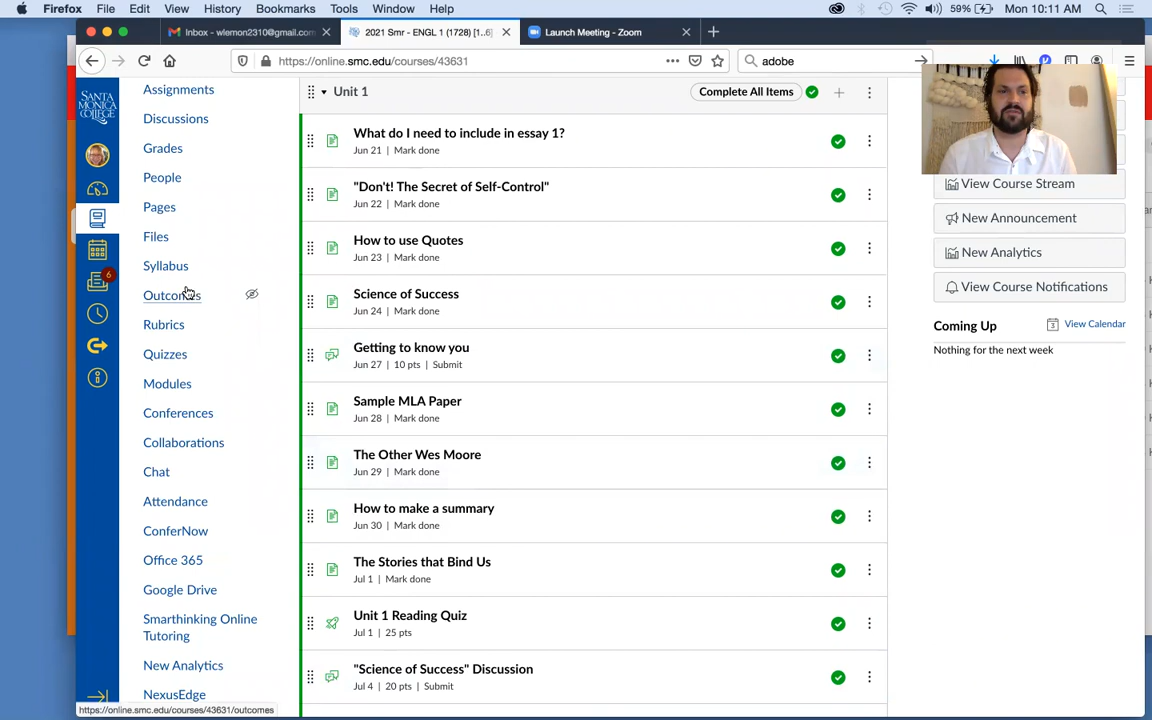 Firefox File Edit View History Bookmarks Tools Window Help 59% Mon 10:11 AM
Inbox - wlemon2310@gmail.com
2021 Smr - ENGL 1 (1728) [1..6]
Launch Meeting - Zoom
https://online.smc.edu/courses/43631
adobe
SANTA MONICA COLLEGE
6
Assignments
Discussions
Grades
People
Pages
Files
Syllabus
Outcomes
Rubrics
Quizzes
Modules
Conferences
Collaborations
Chat
Attendance
ConferNow
Office 365
Google Drive
Smarthinking Online
Tutoring
New Analytics
NexusEdge
https://online.smc.edu/courses/43631/outcomes
Unit 1
Complete All Items
What do I need to include in essay 1?
Jun 21 | Mark done
"Don't! The Secret of Self-Control"
Jun 22 | Mark done
How to use Quotes
Jun 23 | Mark done
Science of Success
Jun 24 | Mark done
Getting to know you
Jun 27 | 10 pts | Submit
Sample MLA Paper
Jun 28 | Mark done
The Other Wes Moore
Jun 29 | Mark done
How to make a summary
Jun 30 | Mark done
The Stories that Bind Us
Jul 1 | Mark done
Unit 1 Reading Quiz
Jul 1 | 25 pts
"Science of Success" Discussion
Jul 4 | 20 pts | Submit
View Course Stream
New Announcement
New Analytics
View Course Notifications
Coming Up
View Calendar
Nothing for the next week